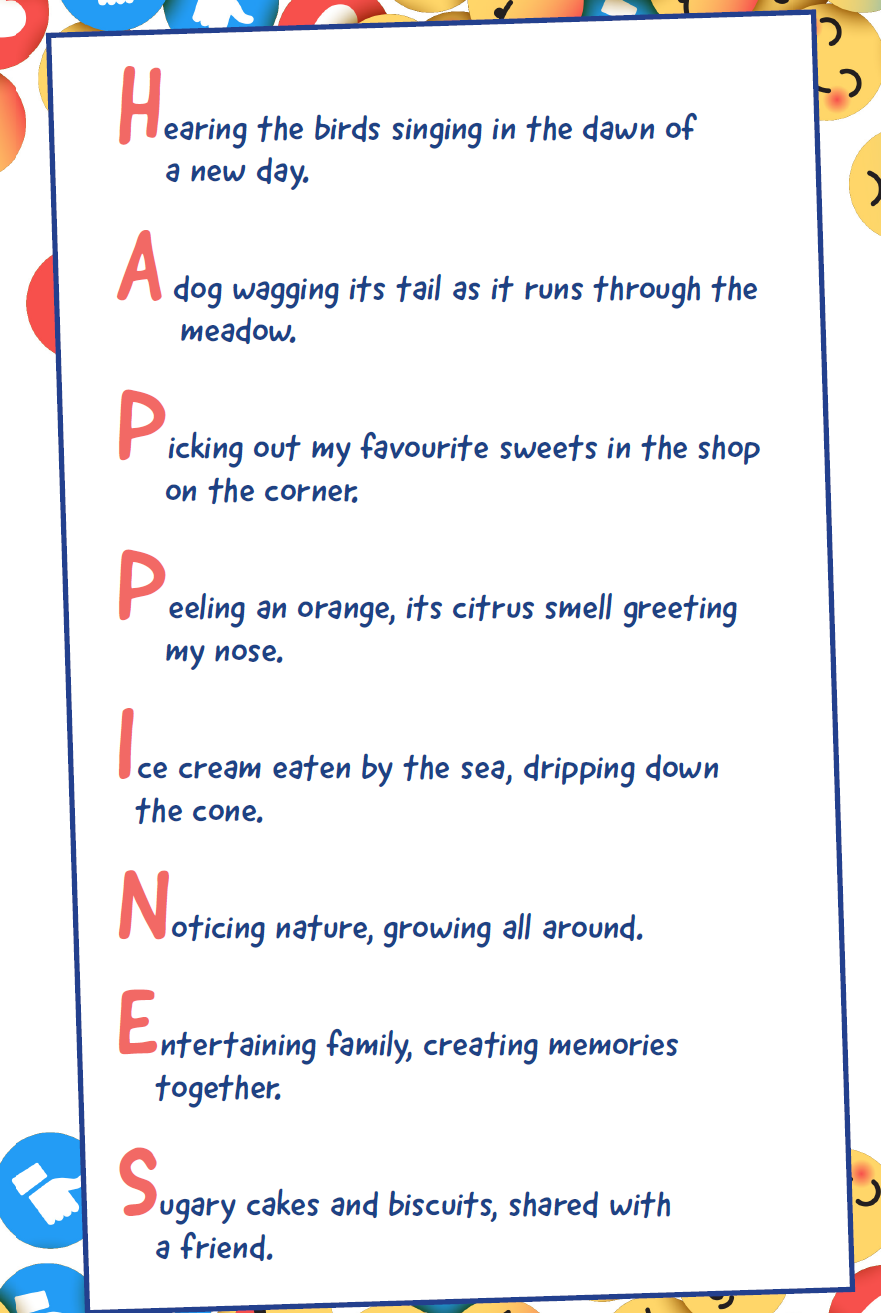 Hearing the birds singing in the dawn of
a new day.
A dog wagging its tail as it runs through the
meadow.
Picking out my favourite sweets in the shop
on the corner.
Peeling an orange, its citrus smell greeting
my nose.
Ice cream eaten by the sea, dripping down
the cone.
Noticing nature, growing all around.
Entertaining family, creating memories
together.
Sugary cakes and biscuits, shared with
a friend.